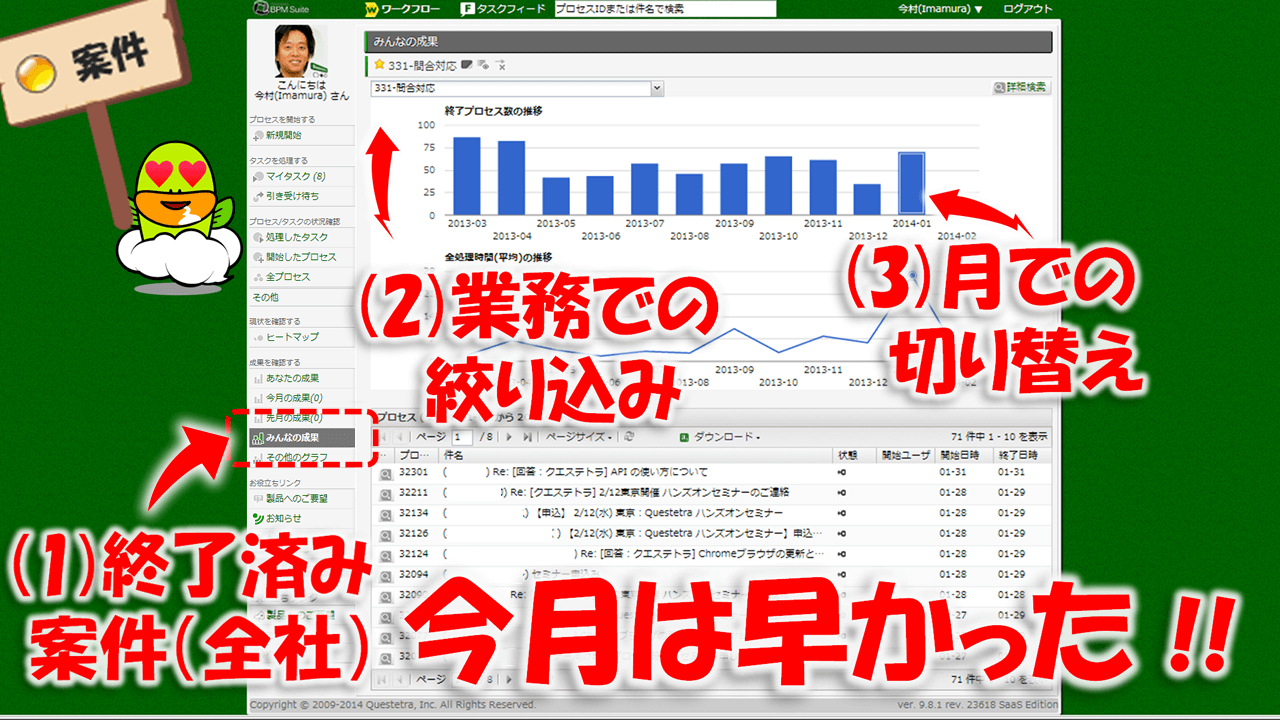 BPM Suite
ワークフロー
タスクフィード
プロセスIDまたは件名で検索
今村(Imamura) ▼
ログアウト
案件
こんにちは
今村(Imamura) さん
プロセスを開始する
新規開始
タスクを処理する
マイタスク (8)
引き受け待ち
プロセス/タスクの状況確認
処理したタスク
開始したプロセス
全プロセス
その他
現状を確認する
ヒートマップ
成果を確認する
あなたの成果
今月の成果(0)
先月の成果(0)
みんなの成果
その他のグラフ
お役立ちリンク
製品へのご要望
お知らせ
(1)終了済み
案件(全社)
みんなの成果
331-問合対応
331-問合対応
詳細検索
終了プロセス数の推移
100
75
50
25
0
2013-03
2013-04
2013-05
2013-06
2013-07
2013-08
2013-09
2013-10
2013-11
2013-12
2014-01
2014-02
全処理時間(平均)の推移
(2)業務での
絞り込み
(3)月での
切り替え
2013-09
2013-10
2013-11
2013-12
ページ 1 / 8
ページサイズ
ダウンロード
71 件中 1 - 10 を表示
プロ… 件名 状態 開始ユーザ 開始日時 終了日時
32301 ( ) Re: [回答：クエステトラ] API の使い方について 01-31 01-31
32211 ( ) Re: [クエステトラ] 2/12東京開催 ハンズオンセミナーのご連絡 01-28 01-29
32134 ( .) 【申込】 2/12(水) 東京：Questetra ハンズオンセミナー 01-28 01-29
32126 ( ) 【2/12(水) 東京：Questetra ハンズオンセミナー】申込… 01-28 01-29
32124 ( ) Re: [回答：クエステトラ] Chromeブラウザの更新と… 01-28 01-29
32094 ( ) セミナー申込み 01-28 01-29
01-28 01-28
今月は早かった!!
ページ
Copyright © 2009-2014 Questetra, Inc. All Rights Reserved.
ver. 9.8.1 rev. 23618 SaaS Edition